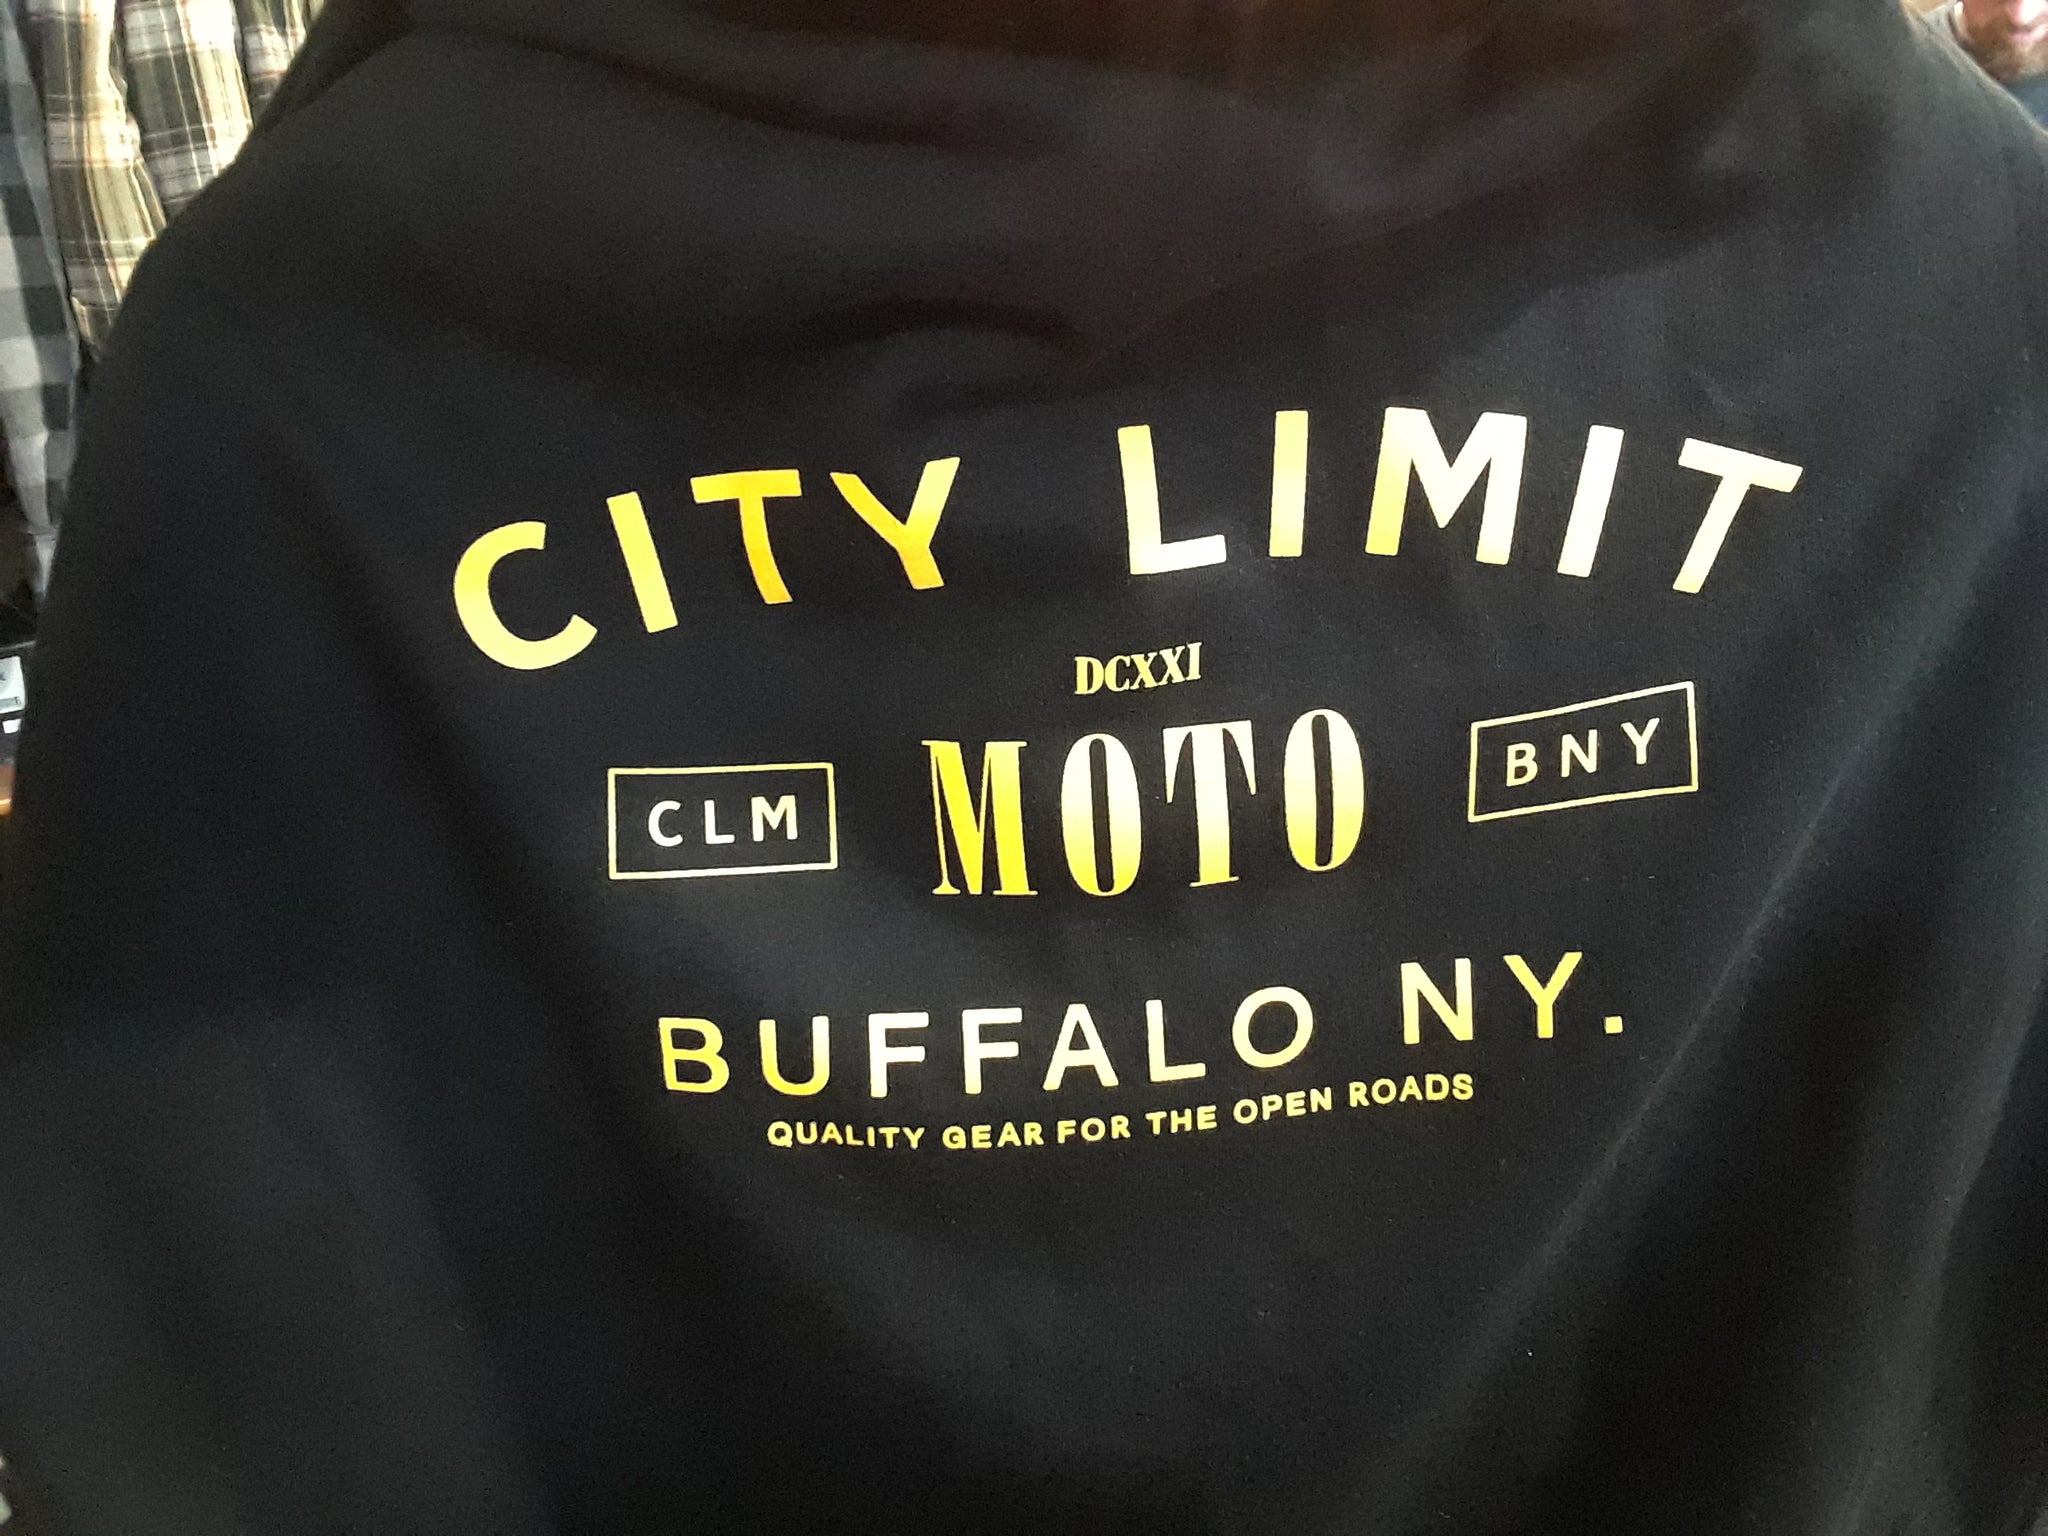 CITY LIMIT
DCXXI
CLM MOTO BNY
BUFFALO NY.
QUALITY GEAR FOR THE OPEN ROADS